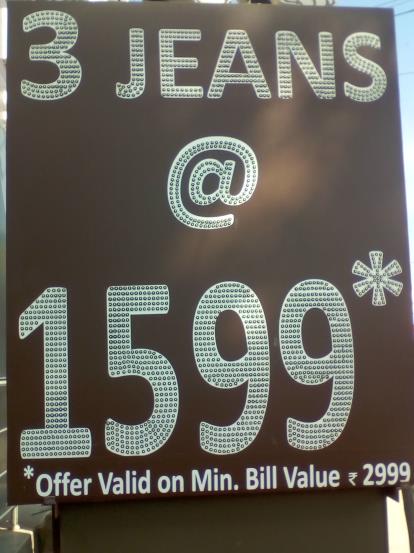 3 JEANS
@
1599*
*Offer Valid on Min. Bill Value ₹ 2999